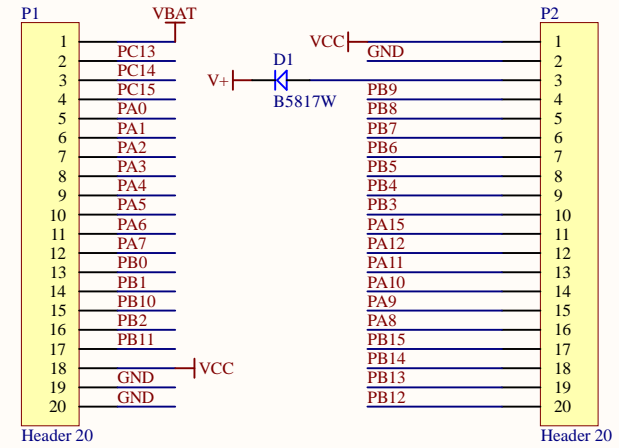 P1 VBAT P2
1 VCC 1
PC13 GND
2 2
PC14 D1
3 V+ 3
PC15 PB9
4 B5817W 4
PA0 PB8
5 5
PA1 PB7
6 6
PA2 PB6
7 7
PA3 PB5
8 8
PA4 PB4
9 9
PA5 PB3
10 10
PA6 PA15
11 11
PA7 PA12
12 12
PB0 PA11
13 13
PB1 PA10
14 14
PB10 PA9
15 15
PB2 PA8
16 16
PB11 PB15
17 17
PB14
18 VCC 18
GND PB13
19 19
GND PB12
20 20
Header 20 Header 20